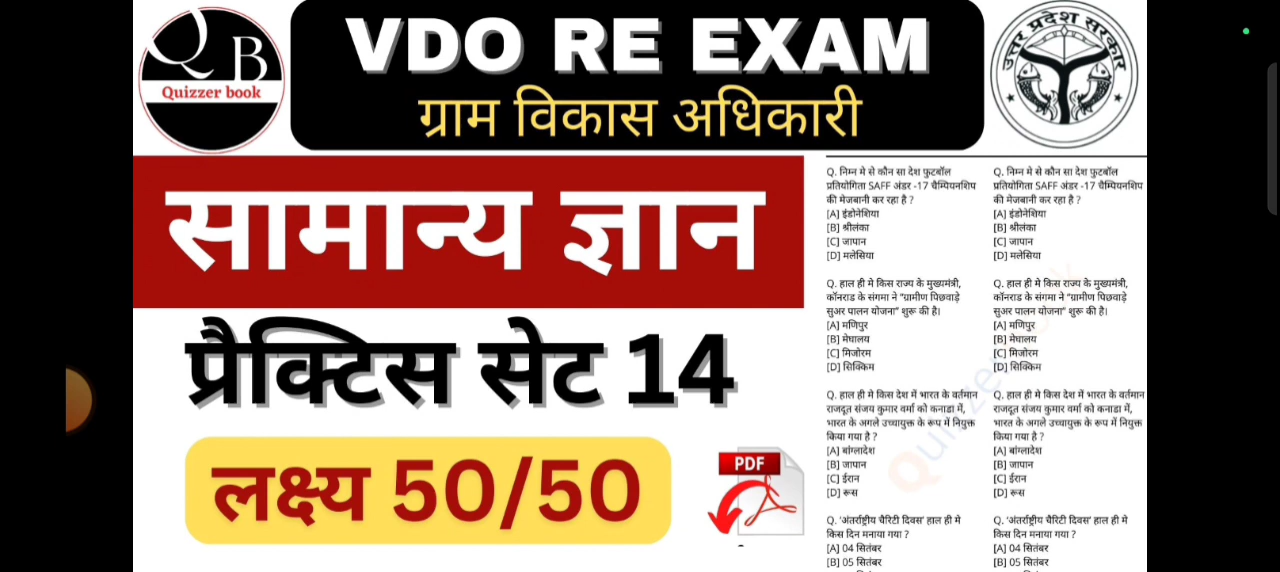 QB
Quizzer book
VDO RE EXAM
ग्राम विकास अधिकारी
उत्तर प्रदेश सरकार
सामान्य ज्ञान
प्रैक्टिस सेट 14
लक्ष्य 50/50
PDF
Q. निम्न मे से कौन सा देश फुटबॉल
प्रतियोगिता SAFF अंडर -17 चैम्पियनशिप
की मेजबानी कर रहा है ?
[A] इंडोनेशिया
[B] श्रीलंका
[C] जापान
[D] मलेसिया
Q. हाल ही मे किस राज्य के मुख्यमंत्री,
कॉनराड के संगमा ने "ग्रामीण पिछवाड़े
सुअर पालन योजना" शुरू की है।
[A] मणिपुर
[B] मेघालय
[C] मिजोरम
[D] सिक्किम
Q. हाल ही मे किस देश में भारत के वर्तमान
राजदूत संजय कुमार वर्मा को कनाडा में,
भारत के अगले उच्चायुक्त के रूप में नियुक्त
किया गया है ?
[A] बांग्लादेश
[B] जापान
[C] ईरान
[D] रूस
Q. 'अंतर्राष्ट्रीय चैरिटी दिवस' हाल ही मे
किस दिन मनाया गया ?
[A] 04 सितंबर
[B] 05 सितंबर
Q. निम्न मे से कौन सा देश फुटबॉल
प्रतियोगिता SAFF अंडर -17 चैम्पियनशिप
की मेजबानी कर रहा है ?
[A] इंडोनेशिया
[B] श्रीलंका
[C] जापान
[D] मलेसिया
Q. हाल ही मे किस राज्य के मुख्यमंत्री,
कॉनराड के संगमा ने "ग्रामीण पिछवाड़े
सुअर पालन योजना" शुरू की है।
[A] मणिपुर
[B] मेघालय
[C] मिजोरम
[D] सिक्किम
Q. हाल ही मे किस देश में भारत के वर्तमान
राजदूत संजय कुमार वर्मा को कनाडा में,
भारत के अगले उच्चायुक्त के रूप में नियुक्त
किया गया है ?
[A] बांग्लादेश
[B] जापान
[C] ईरान
[D] रूस
Q. 'अंतर्राष्ट्रीय चैरिटी दिवस' हाल ही मे
किस दिन मनाया गया ?
[A] 04 सितंबर
[B] 05 सितंबर